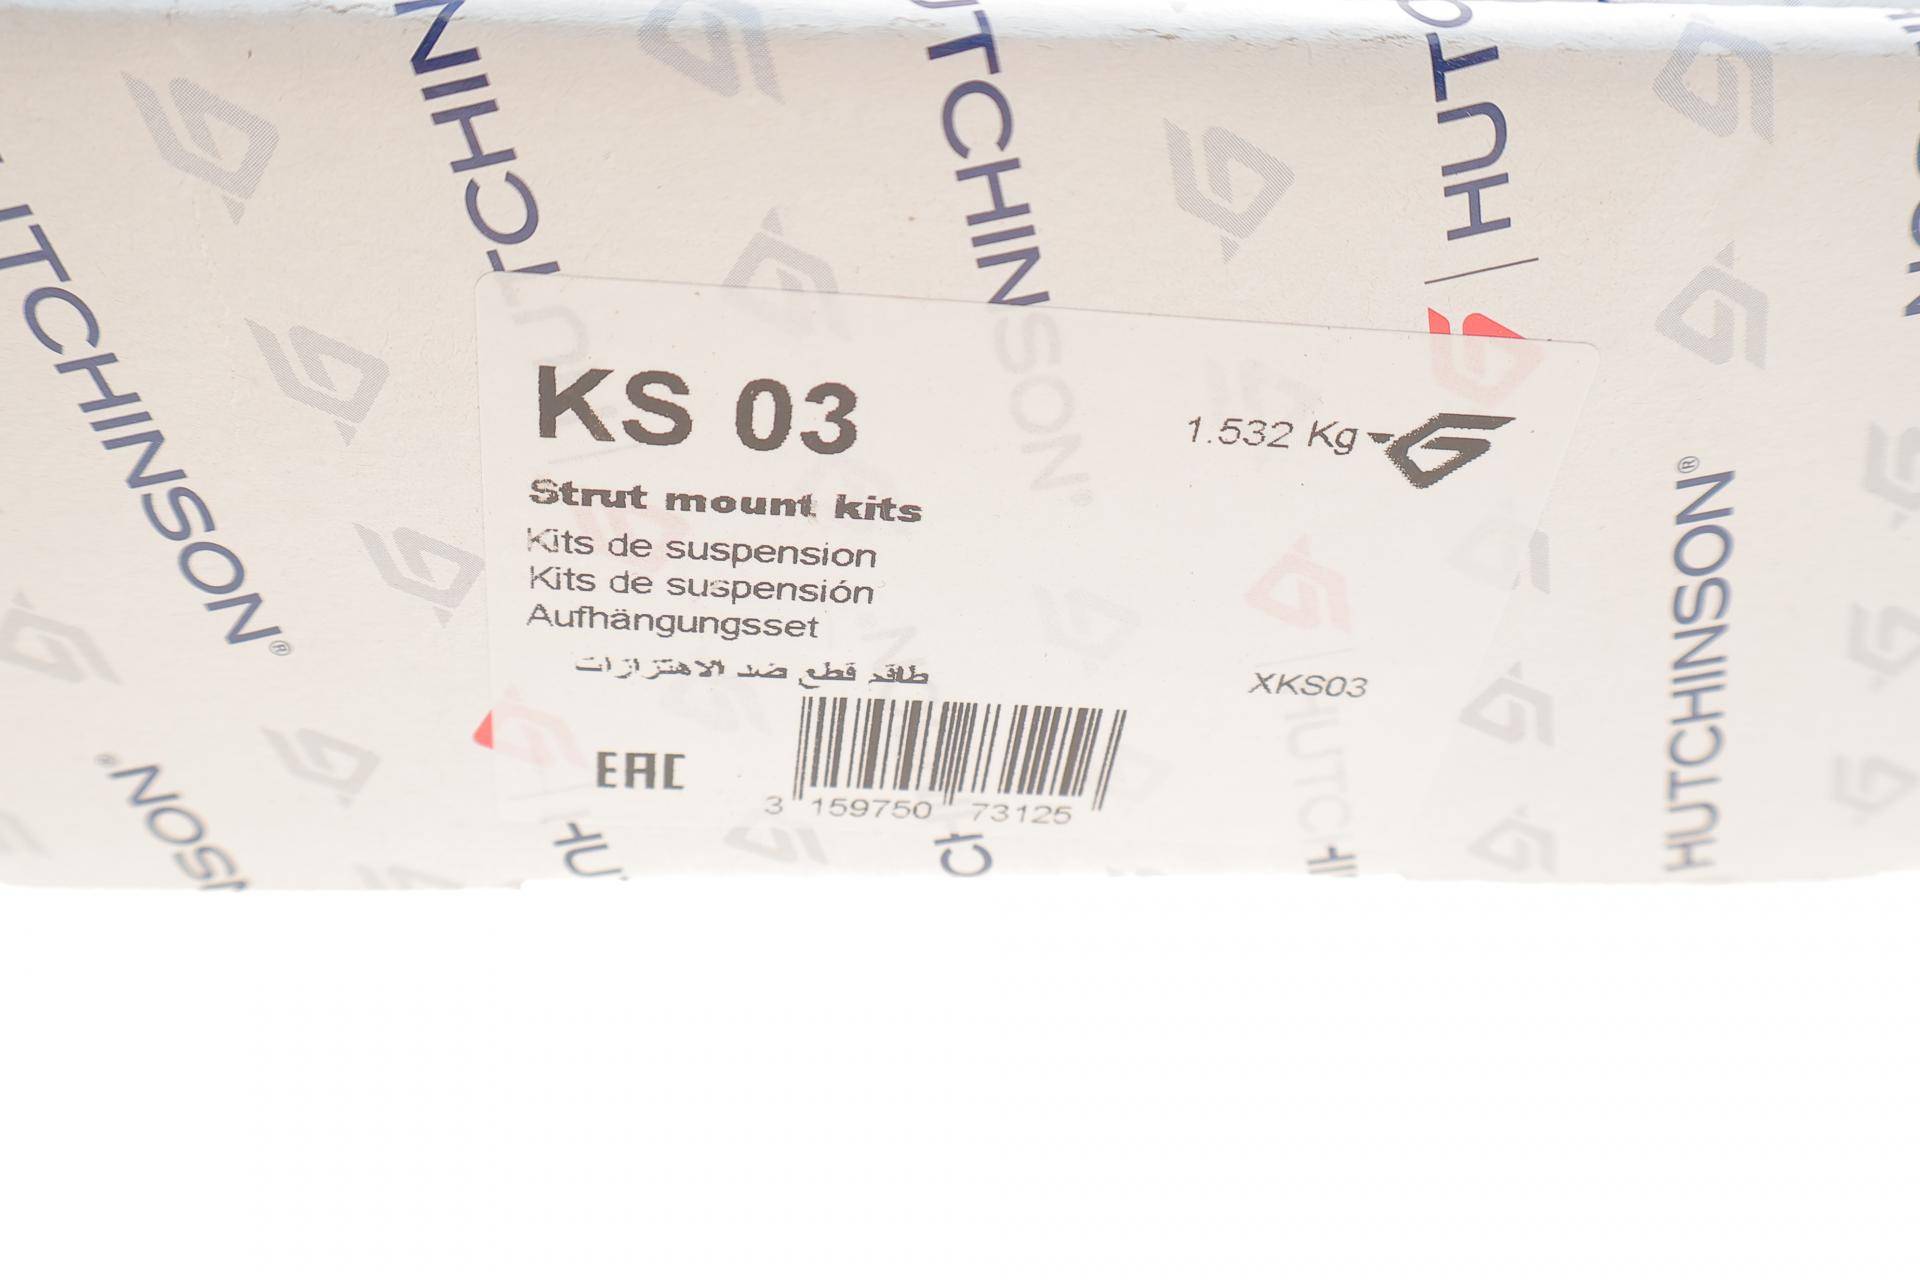 HUTCHINSON®
HUTCHINSON
HUTCHINSON®
HUTCHINSON®
KS 03
1.532 Kg
Strut mount kits
Kits de suspension
Kits de suspensión
Aufhängungsset
طاقم قطع ضد الاهتزازات
XKS03
EAC
3 159750 73125